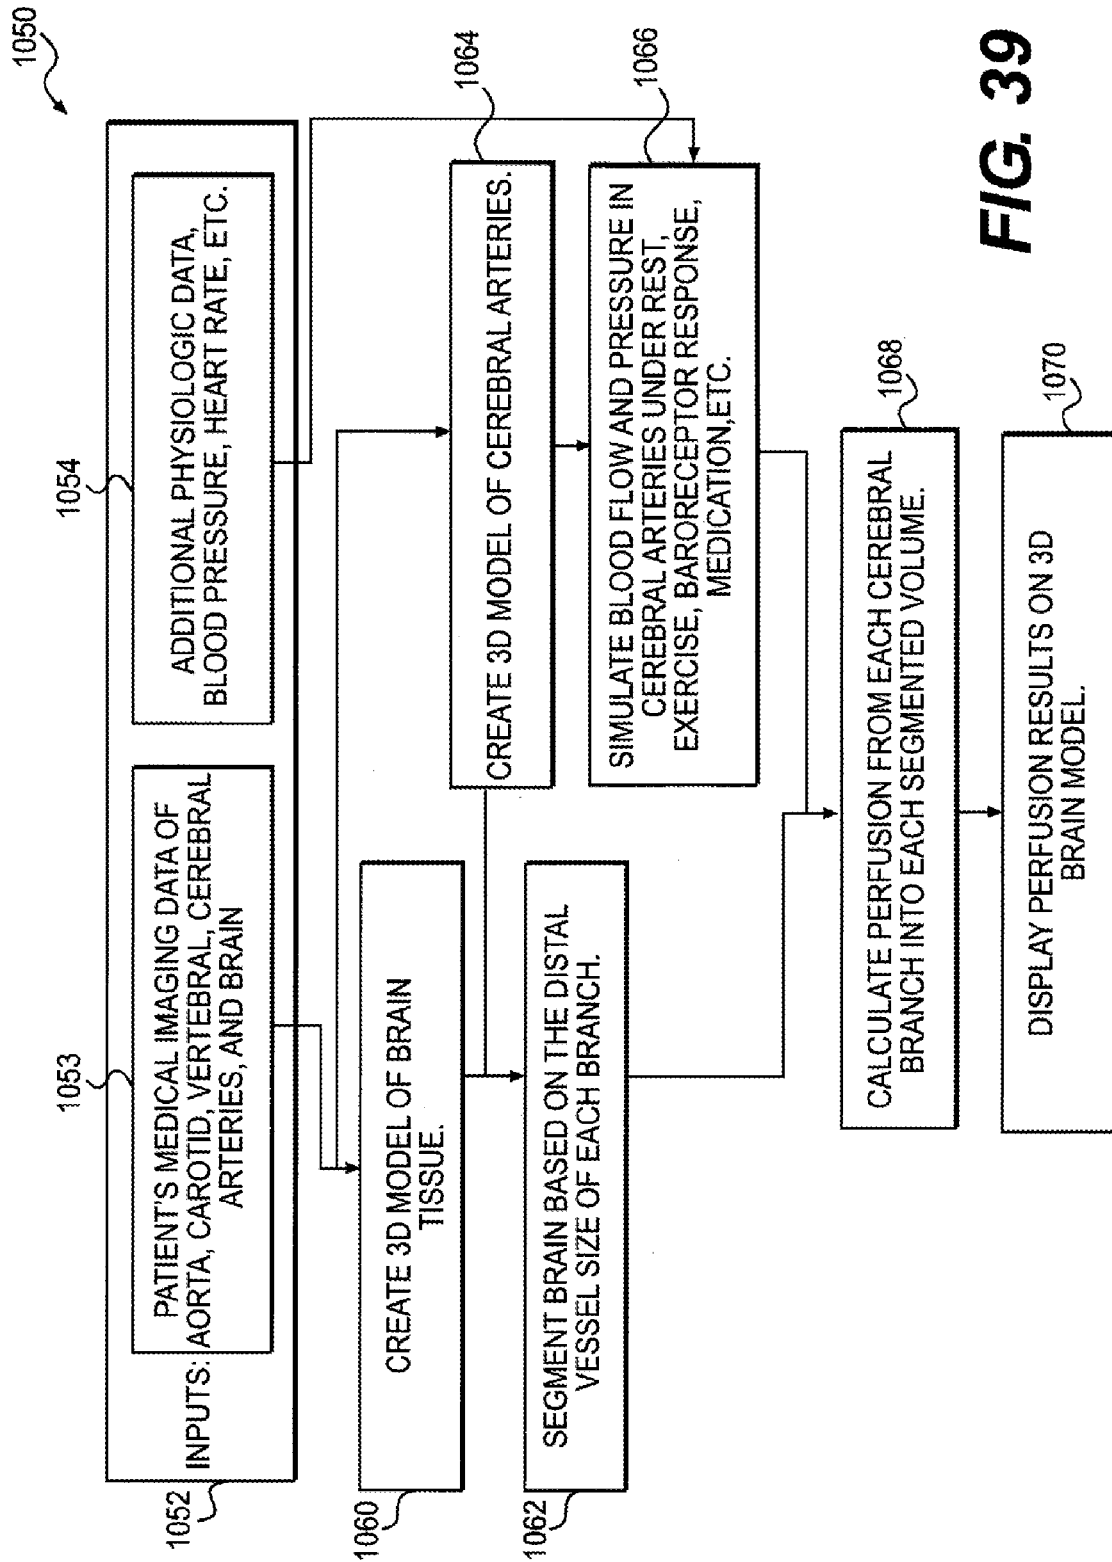 1050
1052
INPUTS:
1053
PATIENT'S MEDICAL IMAGING DATA OF
AORTA, CAROTID, VERTEBRAL, CEREBRAL
ARTERIES, AND BRAIN
1054
ADDITIONAL PHYSIOLOGIC DATA,
BLOOD PRESSURE, HEART RATE, ETC.
1060
CREATE 3D MODEL OF BRAIN
TISSUE.
1064
CREATE 3D MODEL OF CEREBRAL ARTERIES.
1062
SEGMENT BRAIN BASED ON THE DISTAL
VESSEL SIZE OF EACH BRANCH.
1066
SIMULATE BLOOD FLOW AND PRESSURE IN
CEREBRAL ARTERIES UNDER REST,
EXERCISE, BARORECEPTOR RESPONSE,
MEDICATION,ETC.
1068
CALCULATE PERFUSION FROM EACH CEREBRAL
BRANCH INTO EACH SEGMENTED VOLUME.
1070
DISPLAY PERFUSION RESULTS ON 3D
BRAIN MODEL.
FIG. 39